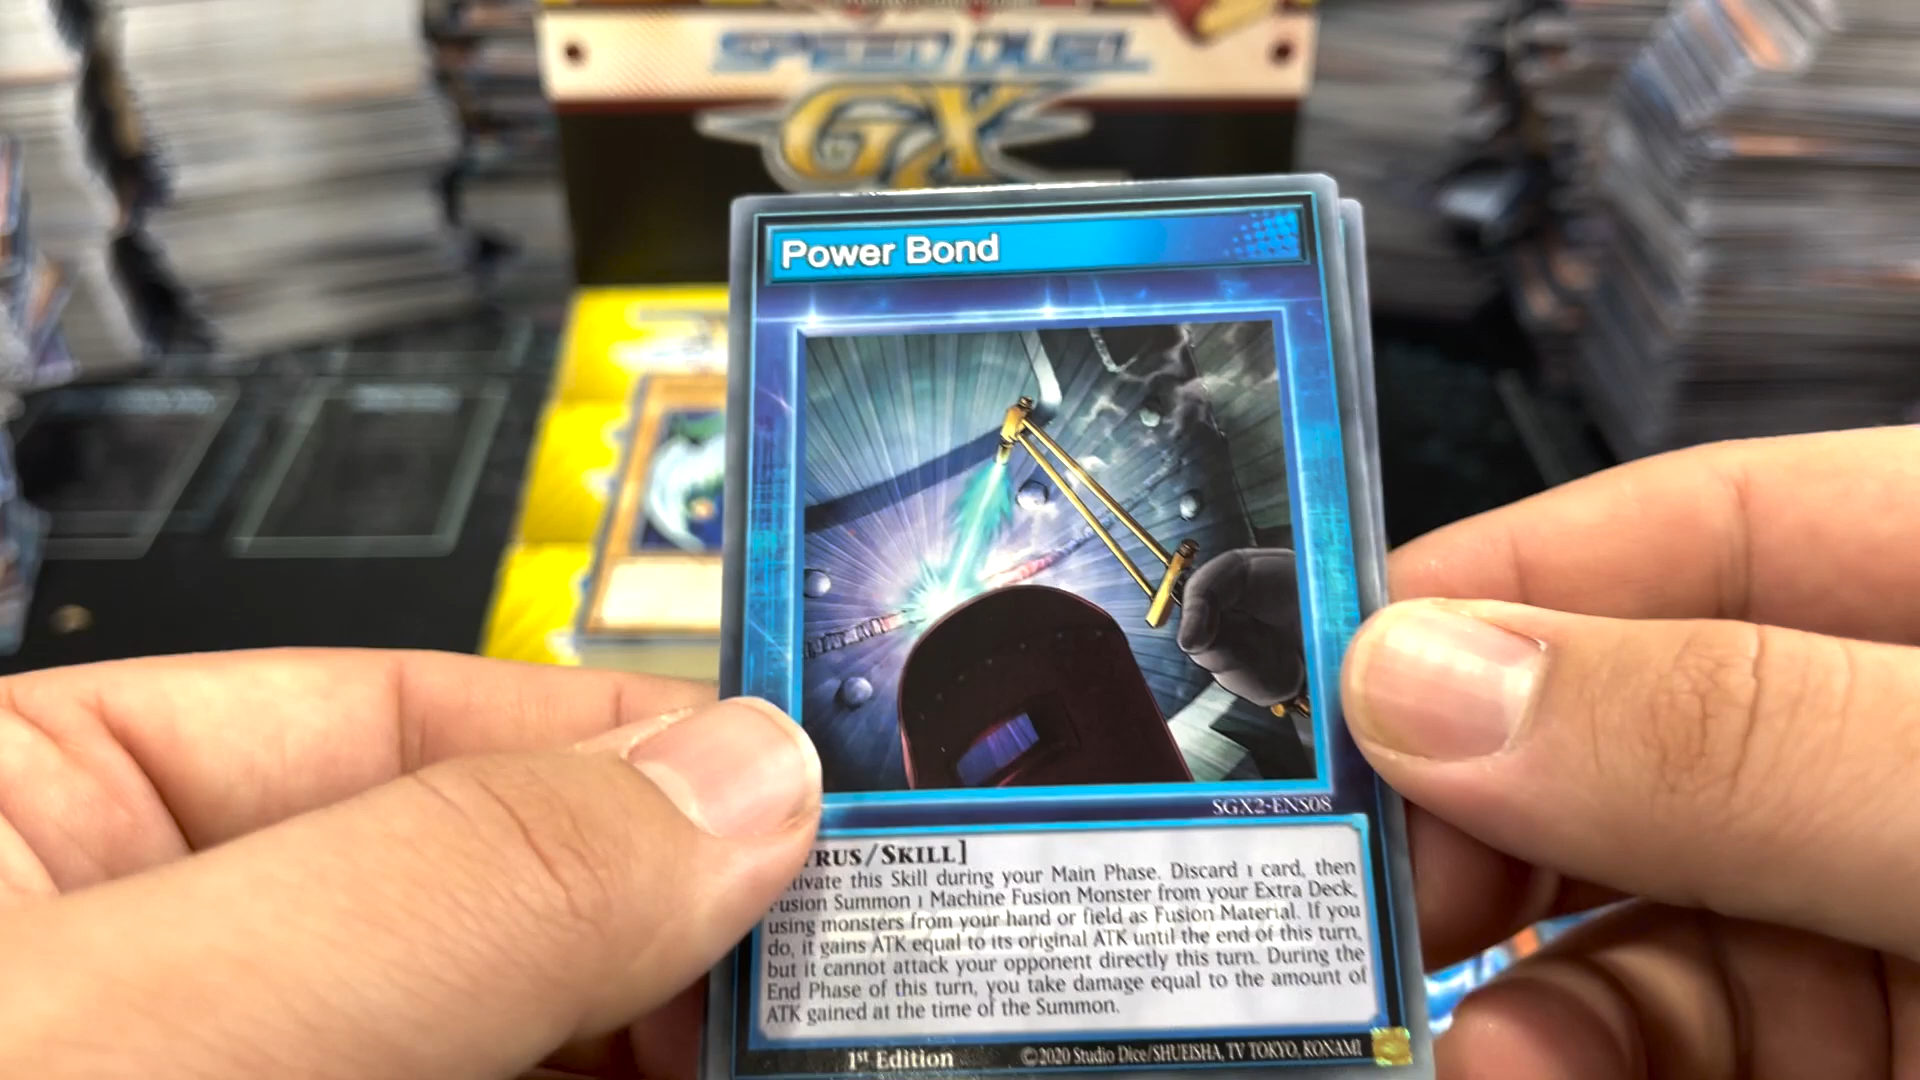 SPEED DUEL
GX
Power Bond
SGX2-ENS08
RUS/SKILL]
tivate this Skill during your Main Phase. Discard 1 card, then
Fusion Summon 1 Machine Fusion Monster from your Extra Deck,
using monsters from your hand or field as Fusion Material. If you
do, it gains ATK equal to its original ATK until the end of this turn,
but it cannot attack your opponent directly this turn. During the
End Phase of this turn, you take damage equal to the amount of
ATK gained at the time of the Summon.
1st Edition ©2020 Studio Dice/SHUEISHA, TV TOKYO, KONAMI